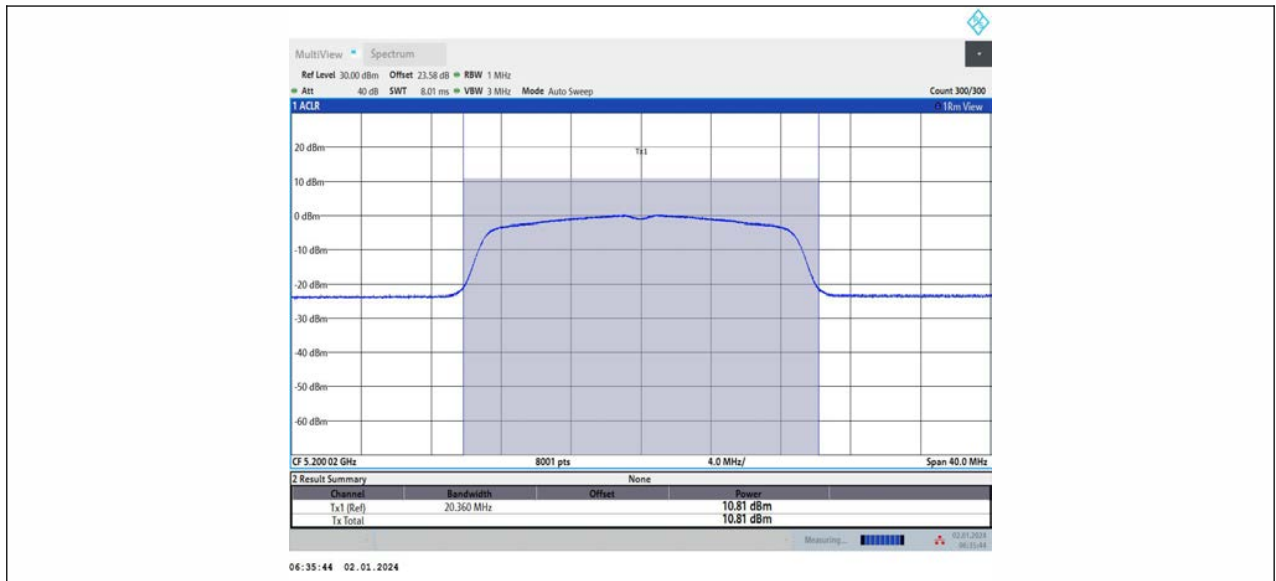 MultiView Spectrum
Ref Level 30.00 dBm Offset 23.58 dB RBW 1 MHz
Att 40 dB SWT 8.01 ms VBW 3 MHz Mode Auto Sweep Count 300/300
1 ACLR 1Rm View
20 dBm
Tx1
10 dBm
0 dBm
-10 dBm
-20 dBm
-30 dBm
-40 dBm
-50 dBm
-60 dBm
CF 5.200 02 GHz 8001 pts 4.0 MHz/ Span 40.0 MHz
2 Result Summary None
Channel Bandwidth Offset Power
Tx1 (Ref) 20.360 MHz 10.81 dBm
Tx Total 10.81 dBm
Measuring... 02.01.2024
06:35:44
06:35:44 02.01.2024